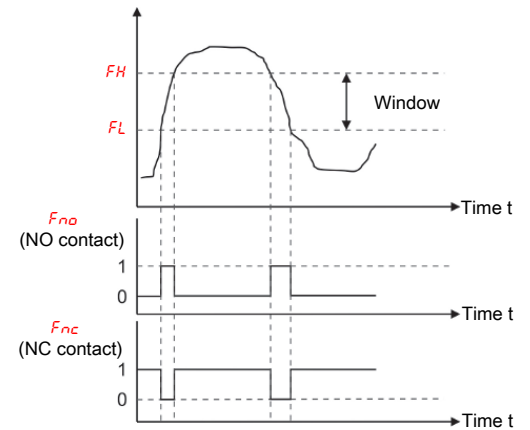 FH
Window
FL
Time t
Fno
(NO contact)
1
0
Time t
Fnc
(NC contact)
1
0
Time t